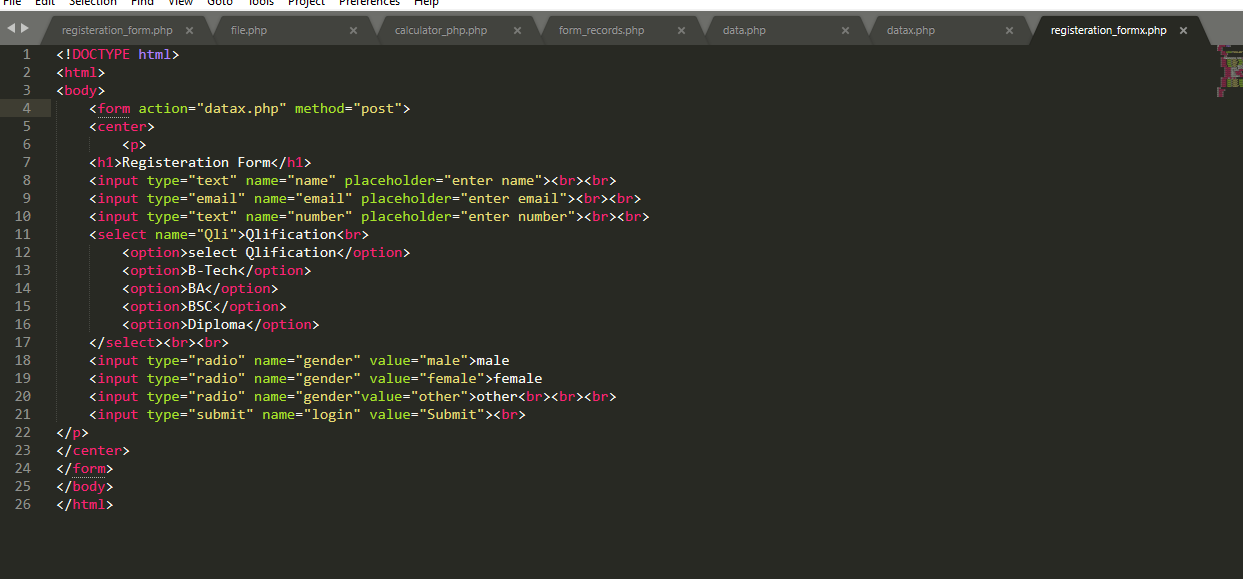 File Edit Selection Find View Goto Tools Project Preferences Help
registeration_form.php × file.php × calculator_php.php × form_records.php × data.php × datax.php × registeration_formx.php ×
1 <!DOCTYPE html>
2 <html>
3 <body>
4 <form action="datax.php" method="post">
5 <center>
6 <p>
7 <h1>Registeration Form</h1>
8 <input type="text" name="name" placeholder="enter name"><br><br>
9 <input type="email" name="email" placeholder="enter email"><br><br>
10 <input type="text" name="number" placeholder="enter number"><br><br>
11 <select name="Qli">Qlification<br>
12 <option>select Qlification</option>
13 <option>B-Tech</option>
14 <option>BA</option>
15 <option>BSC</option>
16 <option>Diploma</option>
17 </select><br><br>
18 <input type="radio" name="gender" value="male">male
19 <input type="radio" name="gender" value="female">female
20 <input type="radio" name="gender"value="other">other<br><br><br>
21 <input type="submit" name="login" value="Submit"><br>
22 </p>
23 </center>
24 </form>
25 </body>
26 </html>